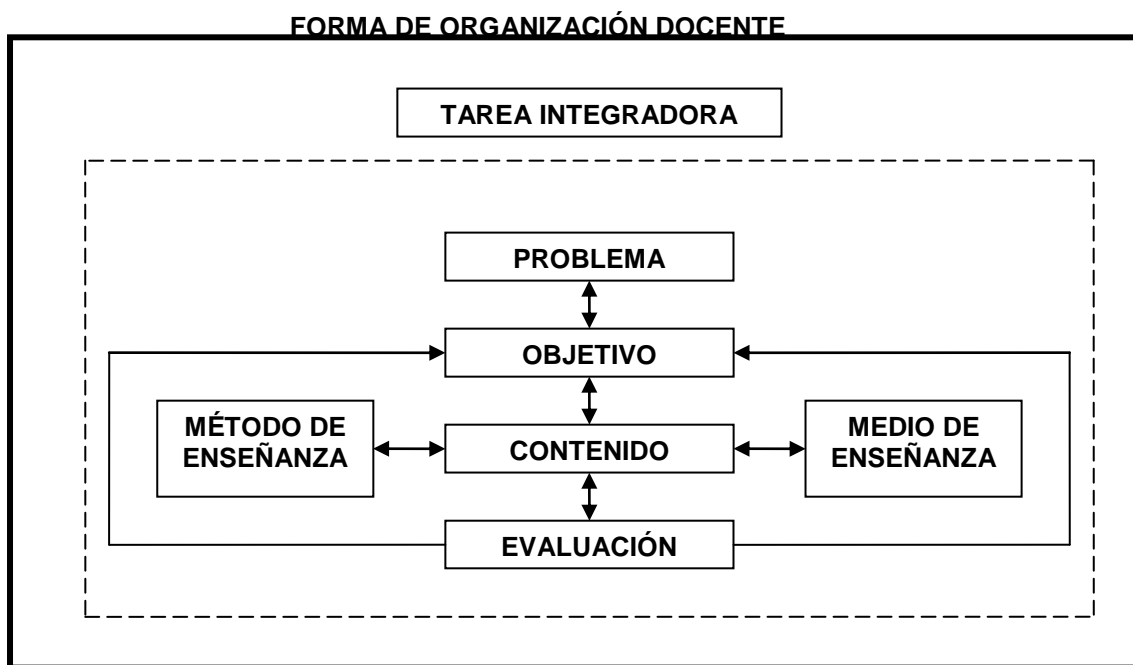 FORMA DE ORGANIZACIÓN DOCENTE
TAREA INTEGRADORA
PROBLEMA
OBJETIVO
MÉTODO DE
ENSEÑANZA
CONTENIDO
MEDIO DE
ENSEÑANZA
EVALUACIÓN